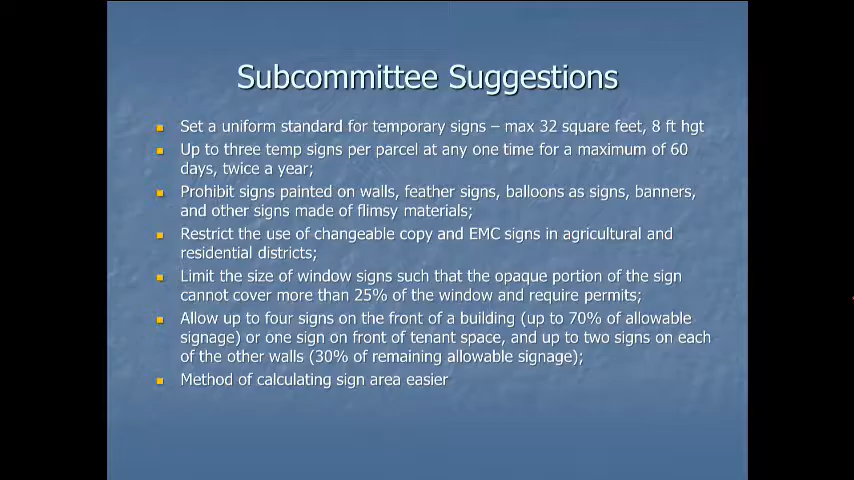 Subcommittee Suggestions
Set a uniform standard for temporary signs – max 32 square feet, 8 ft hgt
Up to three temp signs per parcel at any one time for a maximum of 60
days, twice a year;
Prohibit signs painted on walls, feather signs, balloons as signs, banners,
and other signs made of flimsy materials;
Restrict the use of changeable copy and EMC signs in agricultural and
residential districts;
Limit the size of window signs such that the opaque portion of the sign
cannot cover more than 25% of the window and require permits;
Allow up to four signs on the front of a building (up to 70% of allowable
signage) or one sign on front of tenant space, and up to two signs on each
of the other walls (30% of remaining allowable signage);
Method of calculating sign area easier